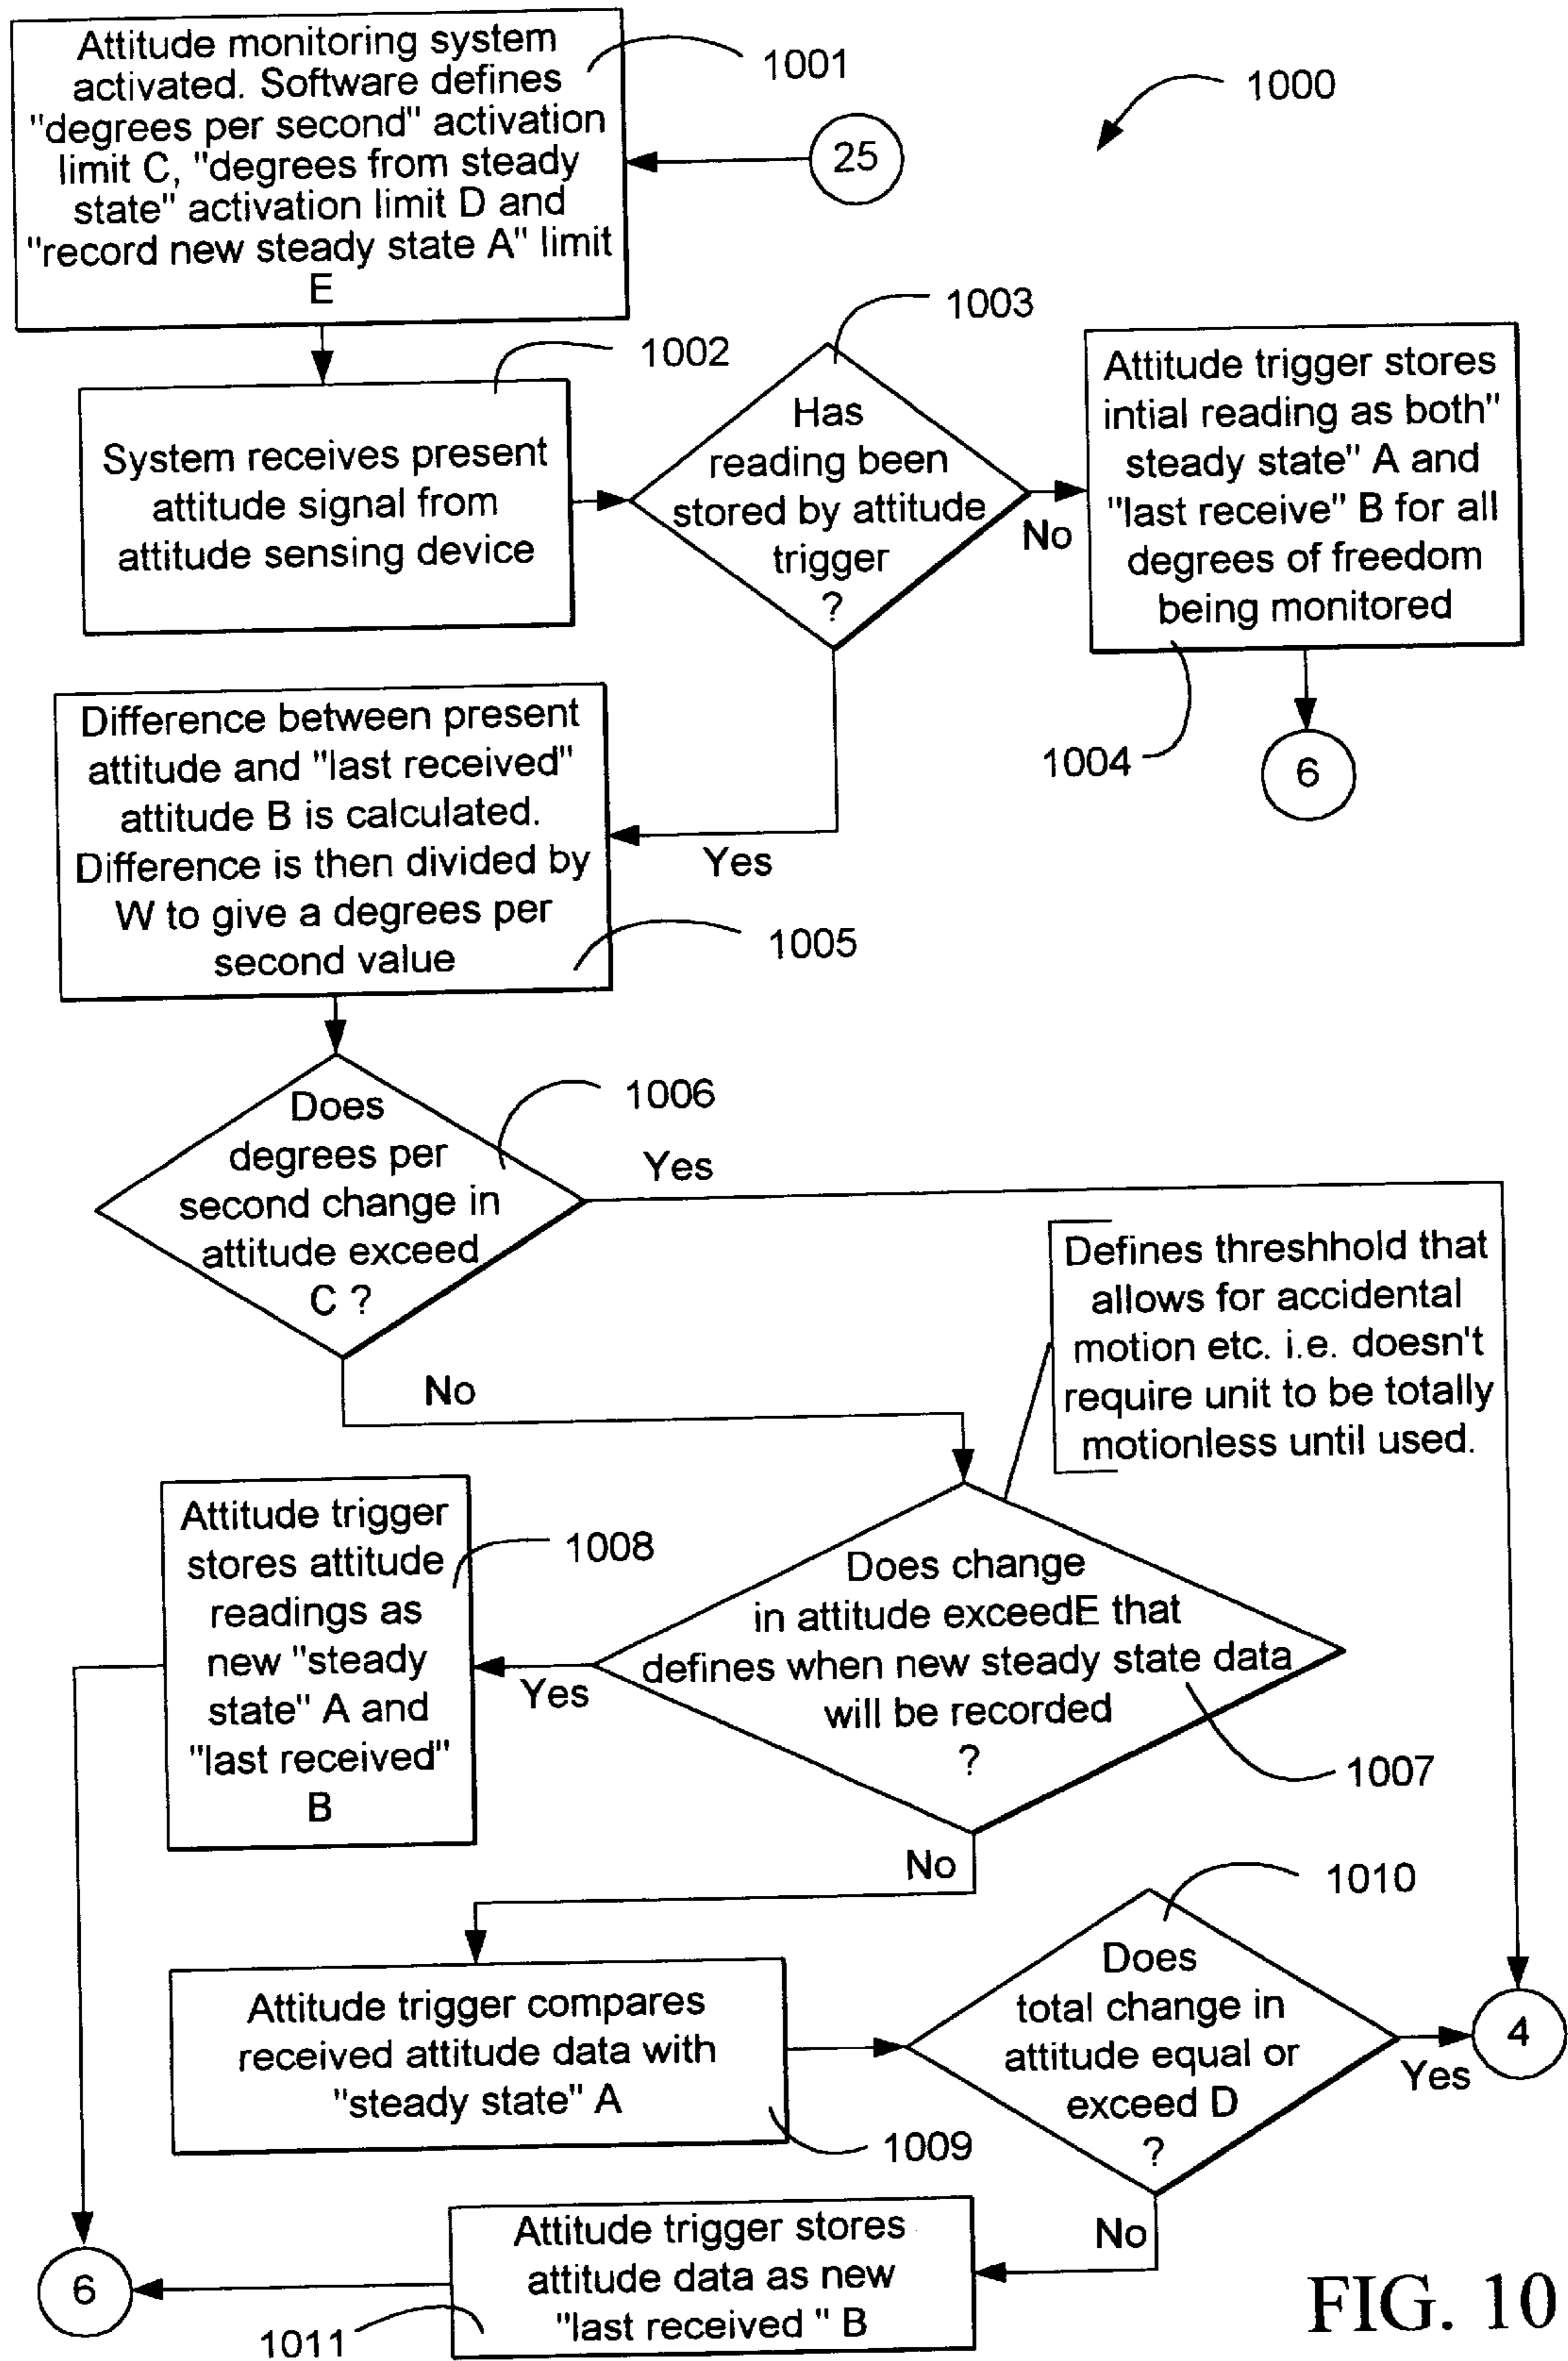 Attitude monitoring system
activated. Software defines
"degrees per second" activation
limit C, "degrees from steady
state" activation limit D and
"record new steady state A" limit
E
1001
1000
25
1002
System receives present
attitude signal from
attitude sensing device
1003
Has
reading been
stored by attitude
trigger
?
No
Attitude trigger stores
intial reading as both"
steady state" A and
"last receive" B for all
degrees of freedom
being monitored
1004
6
Yes
Difference between present
attitude and "last received"
attitude B is calculated.
Difference is then divided by
W to give a degrees per
second value
1005
Does
degrees per
second change in
attitude exceed
C ?
1006
Yes
No
Defines threshhold that
allows for accidental
motion etc. i.e. doesn't
require unit to be totally
motionless until used.
Does change
in attitude exceedE that
defines when new steady state data
will be recorded
?
1007
Yes
Attitude trigger
stores attitude
readings as
new "steady
state" A and
"last received"
B
1008
No
Attitude trigger compares
received attitude data with
"steady state" A
1009
1010
Does
total change in
attitude equal or
exceed D
?
Yes
4
No
Attitude trigger stores
attitude data as new
"last received " B
1011
6
FIG. 10